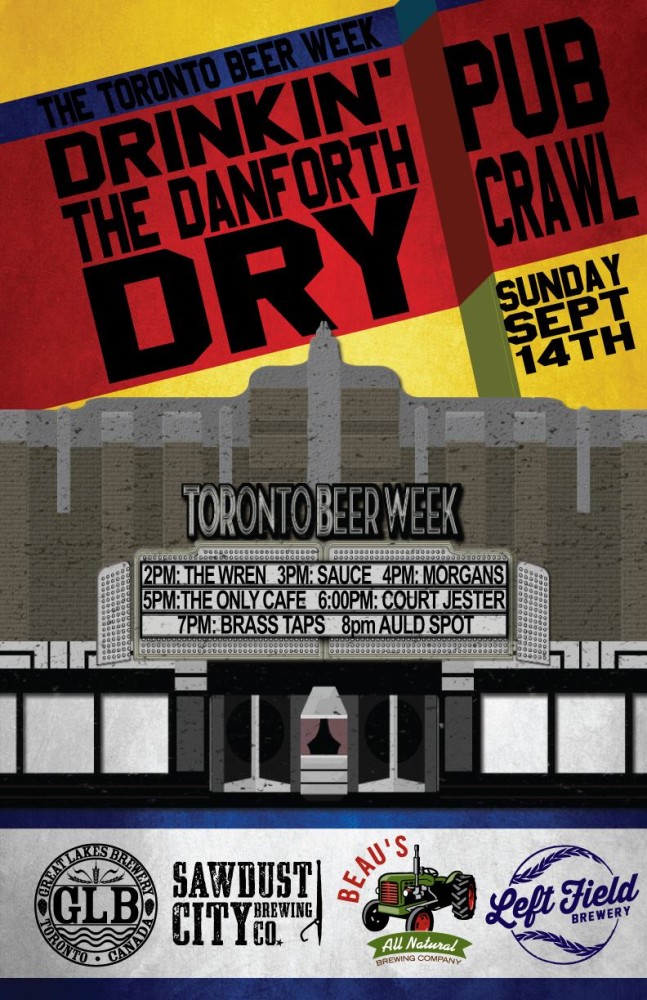 THE TORONTO BEER WEEK
DRINKIN'
THE DANFORTH
DRY
PUB
CRAWL
SUNDAY
SEPT
14TH
TORONTO BEER WEEK
2PM: THE WREN 3PM: SAUCE 4PM: MORGANS
5PM:THE ONLY CAFE 6:00PM: COURT JESTER
7PM: BRASS TAPS 8pm AULD SPOT
GREAT LAKES BREWERY
GLB
TORONTO • CANADA
SAWDUST
CITY BREWING CO.
BEAU'S
All Natural
BREWING COMPANY
Left Field
BREWERY